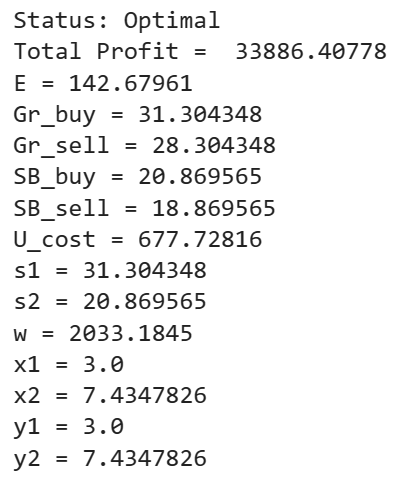 Status: Optimal
Total Profit =  33886.40778
E = 142.67961
Gr_buy = 31.304348
Gr_sell = 28.304348
SB_buy = 20.869565
SB_sell = 18.869565
U_cost = 677.72816
s1 = 31.304348
s2 = 20.869565
w = 2033.1845
x1 = 3.0
x2 = 7.4347826
y1 = 3.0
y2 = 7.4347826